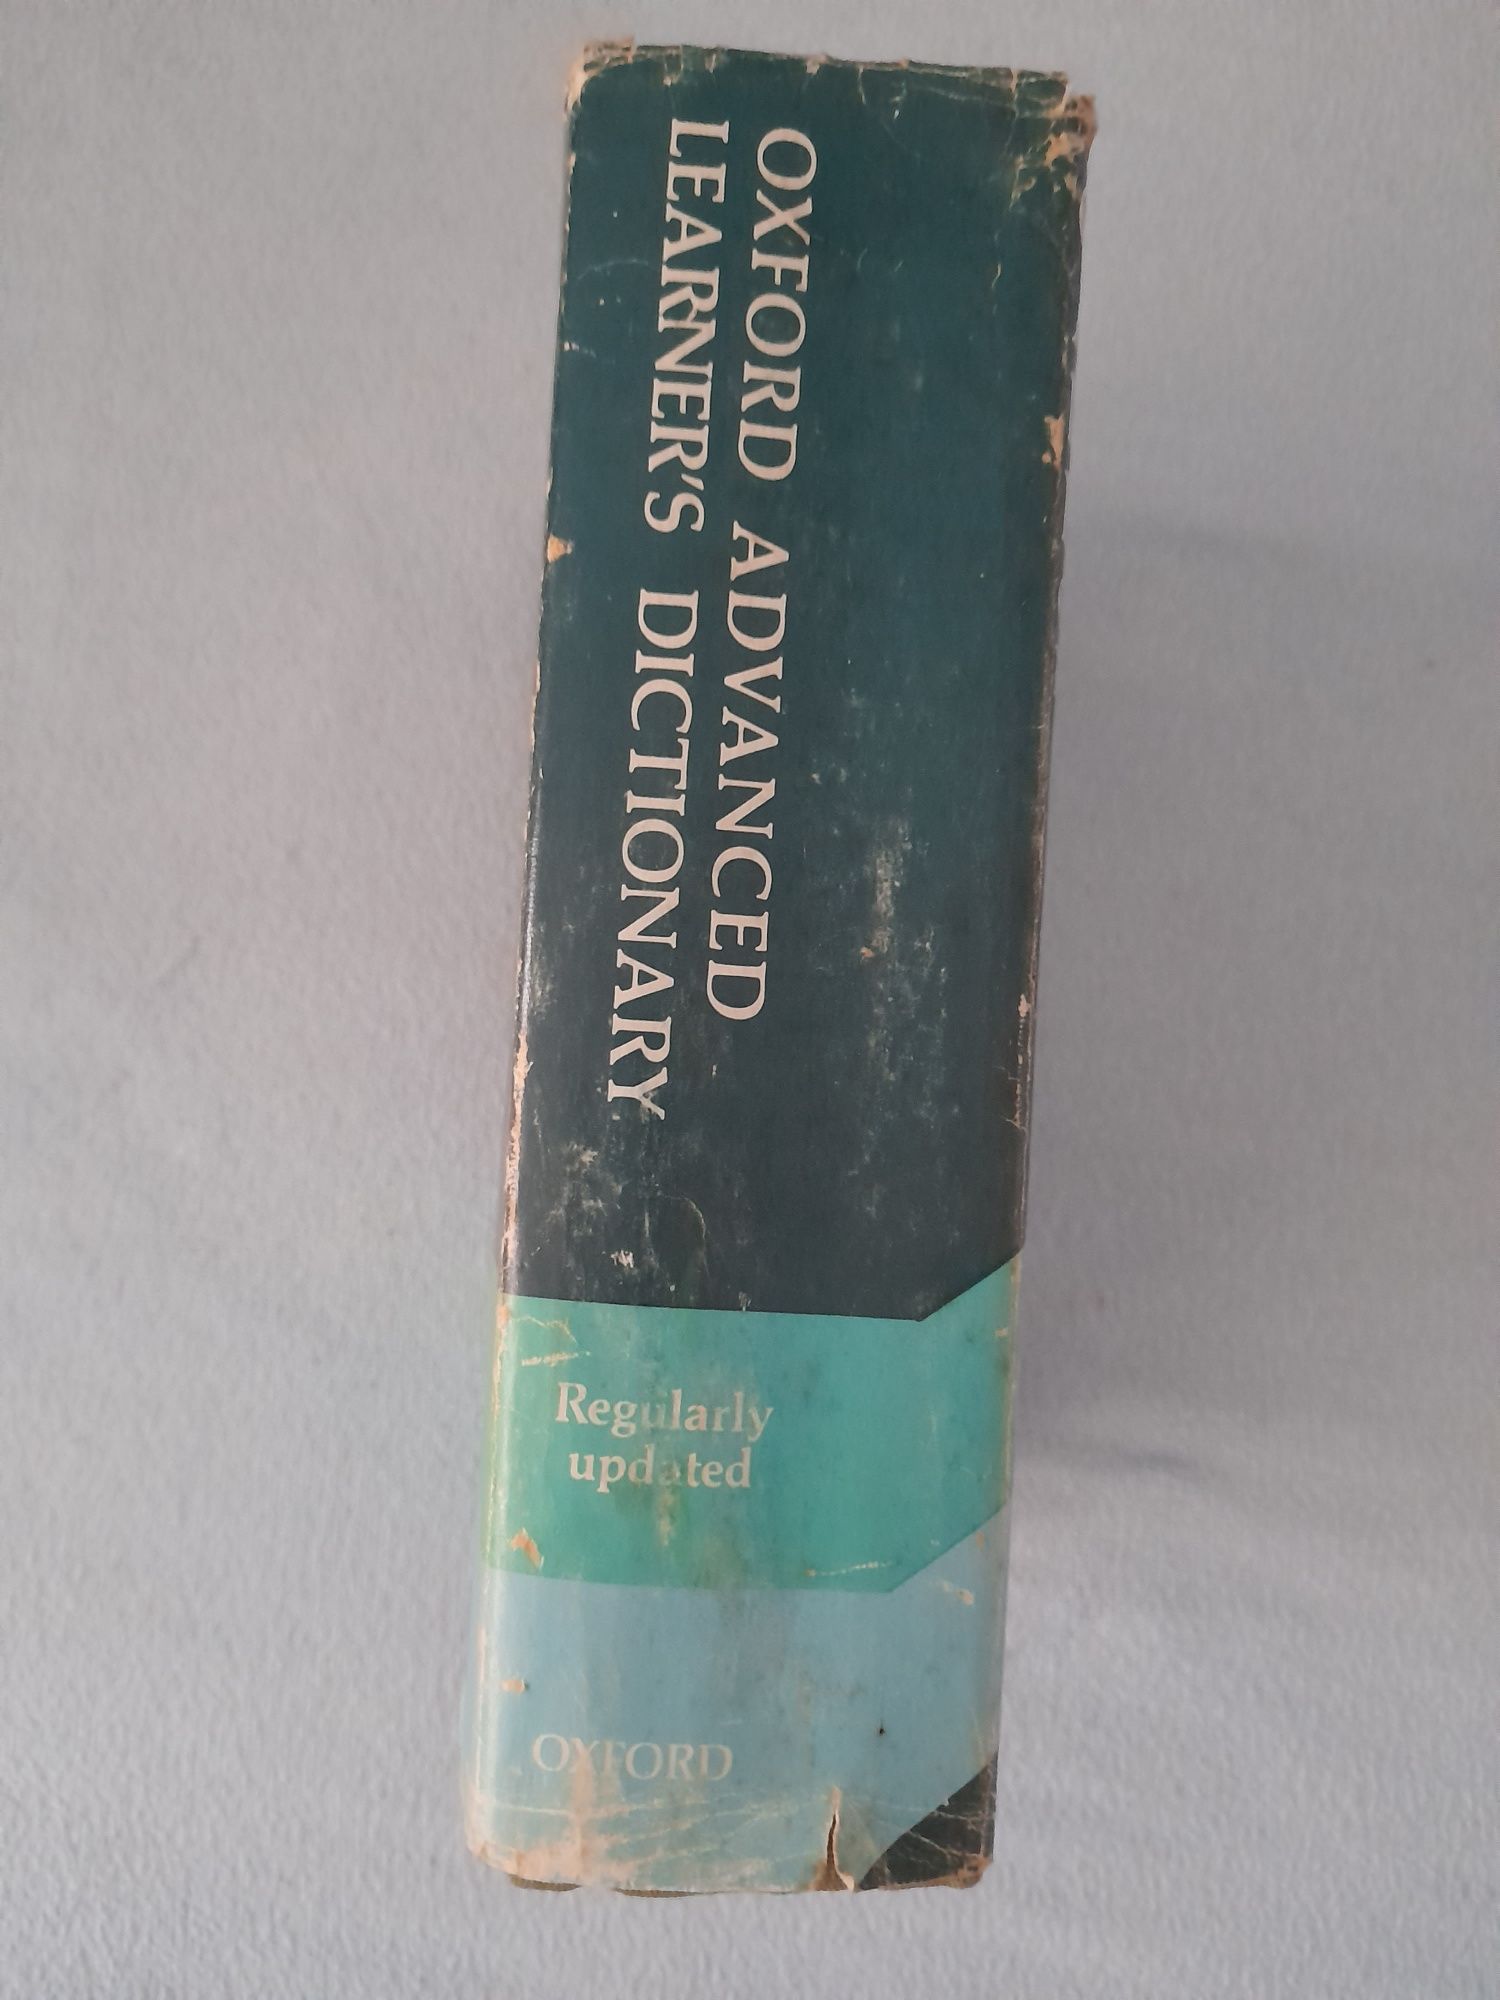 OXFORD ADVANCED
LEARNER'S DICTIONARY
Regularly
updated
OXFORD